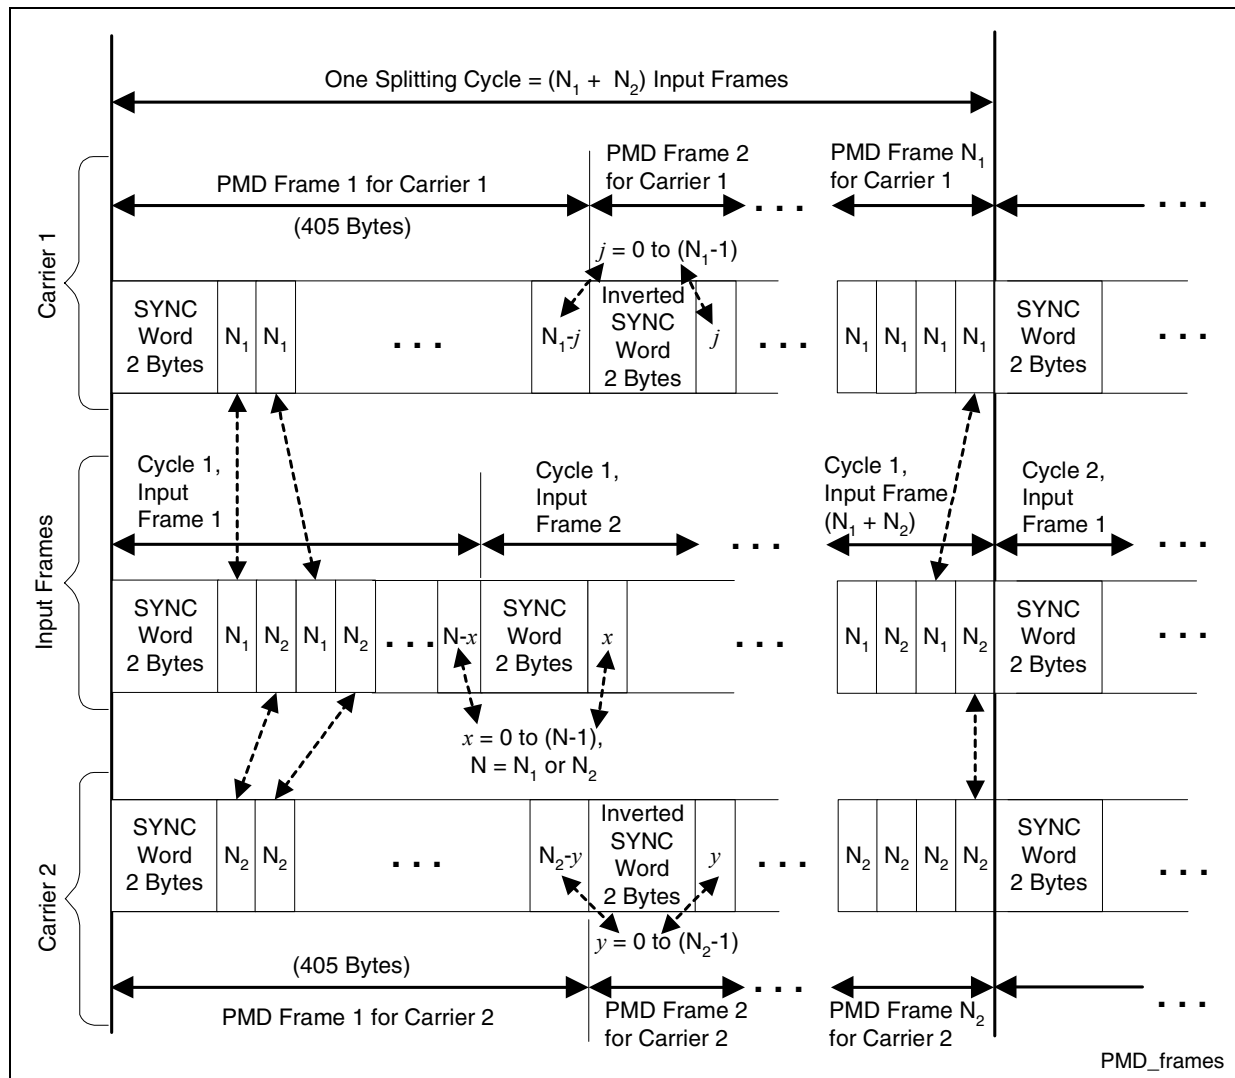 One Splitting Cycle = (N1 + N2) Input Frames
PMD Frame 1 for Carrier 1
(405 Bytes)
PMD Frame 2
for Carrier 1
. . .
PMD Frame N1
for Carrier 1
. . .
Carrier 1
j = 0 to (N1-1)
SYNC
Word
2 Bytes
N1
N1
. . .
N1-j
Inverted
SYNC
Word
2 Bytes
j
. . .
N1
N1
N1
N1
SYNC
Word
2 Bytes
. . .
Input Frames
Cycle 1,
Input
Frame 1
Cycle 1,
Input
Frame 2
. . .
Cycle 1,
Input Frame
(N1 + N2)
Cycle 2,
Input
Frame 1
. . .
SYNC
Word
2 Bytes
N1
N2
N1
N2
. . .
N-x
SYNC
Word
2 Bytes
x
. . .
N1
N2
N1
N2
SYNC
Word
2 Bytes
. . .
x = 0 to (N-1),
N = N1 or N2
Carrier 2
SYNC
Word
2 Bytes
N2
N2
. . .
N2-y
Inverted
SYNC
Word
2 Bytes
y
. . .
N2
N2
N2
N2
SYNC
Word
2 Bytes
. . .
y = 0 to (N2-1)
(405 Bytes)
PMD Frame 1 for Carrier 2
PMD Frame 2
for Carrier 2
. . .
PMD Frame N2
for Carrier 2
. . .
PMD_frames